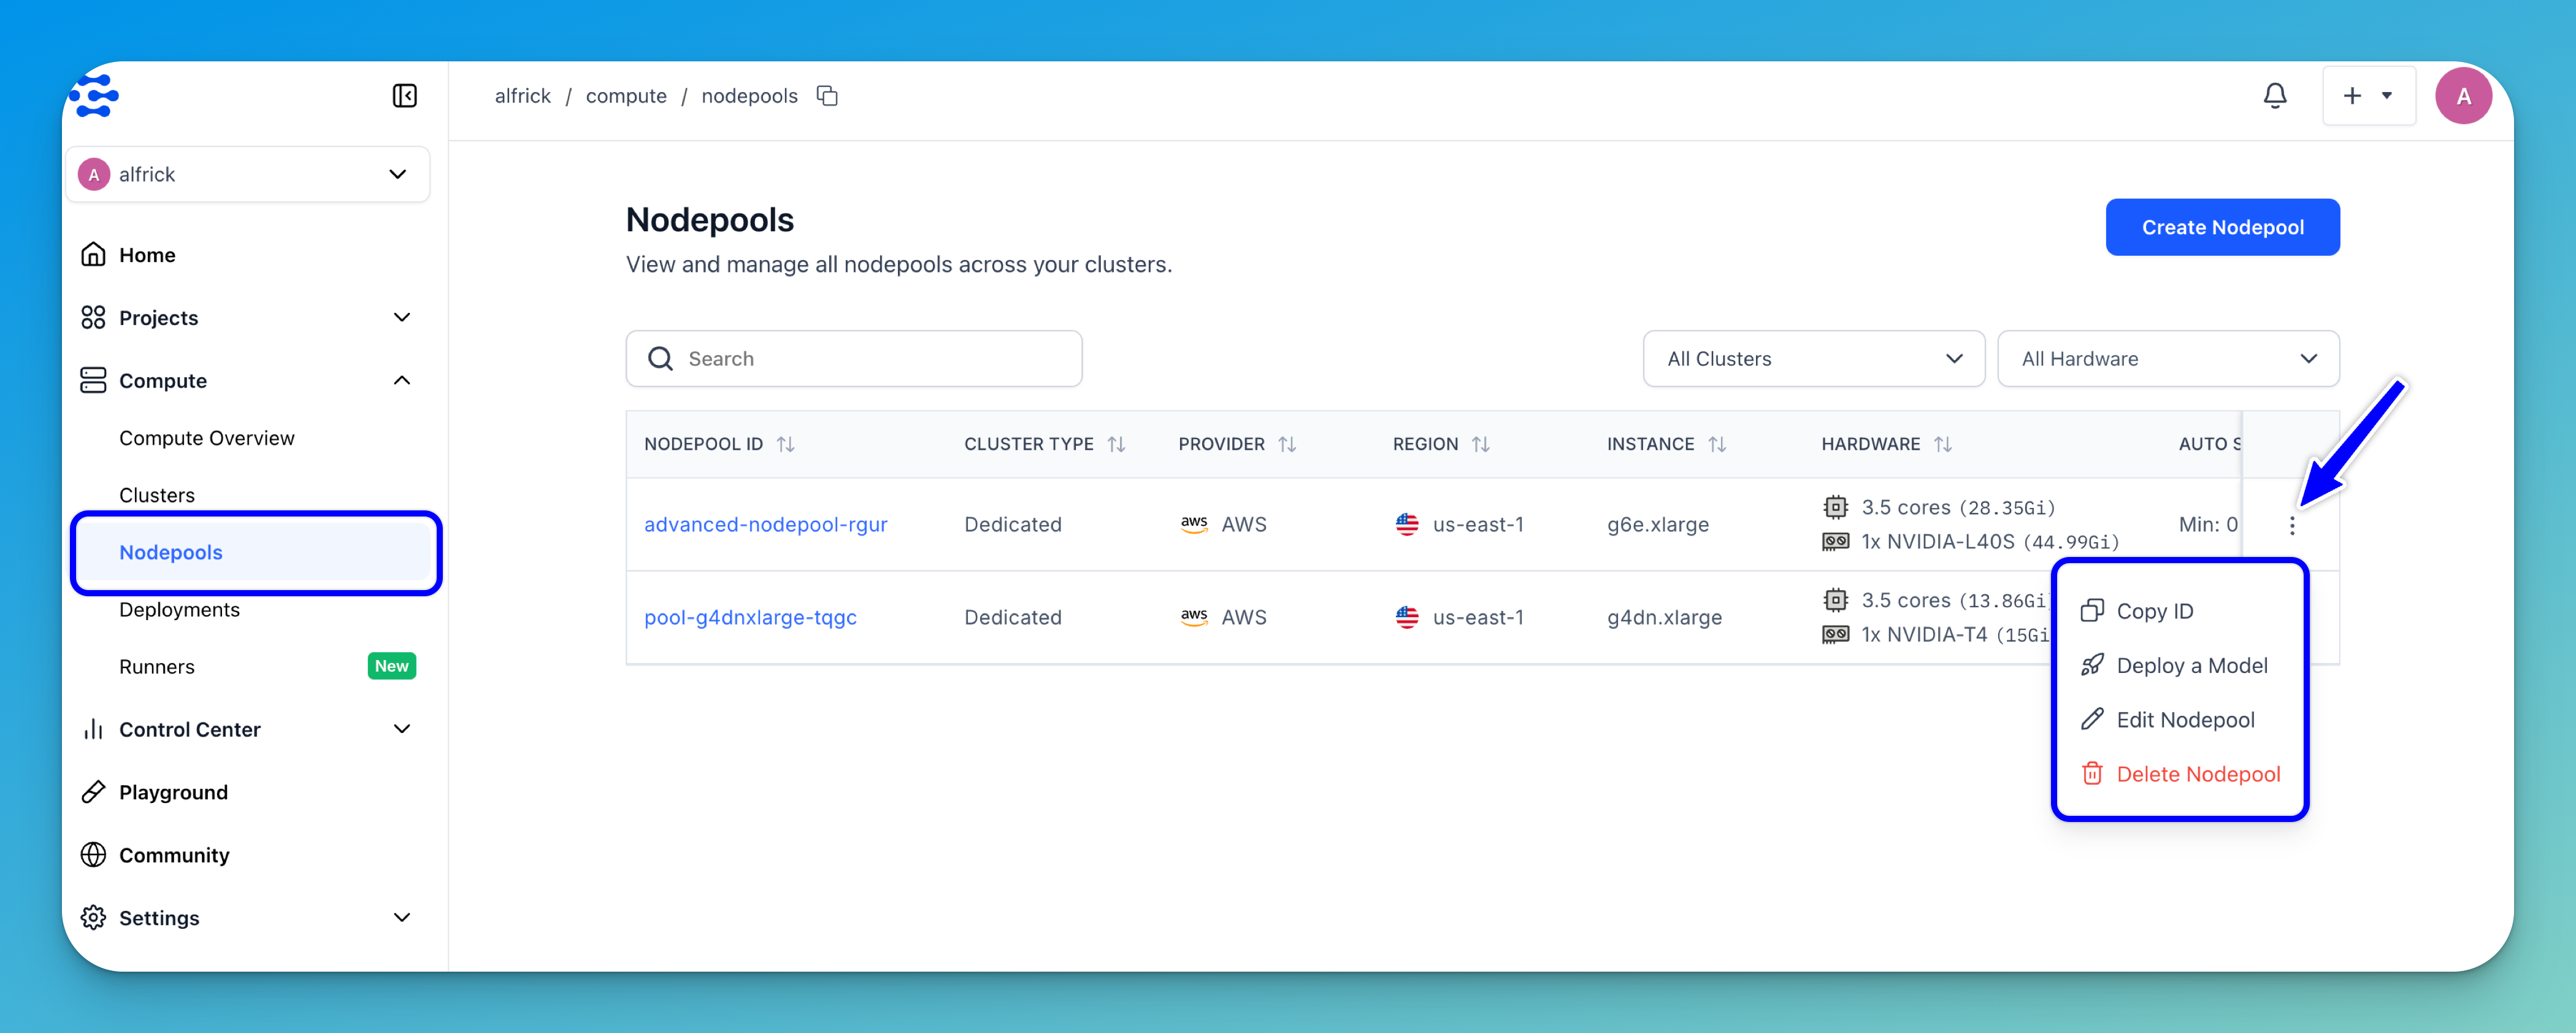 alfrick / compute / nodepools
A
A alfrick
Home
Projects
Compute
Compute Overview
Clusters
Nodepools
Deployments
Runners New
Control Center
Playground
Community
Settings
Nodepools
View and manage all nodepools across your clusters.
Create Nodepool
Search
All Clusters
All Hardware
NODEPOOL ID CLUSTER TYPE PROVIDER REGION INSTANCE HARDWARE AUTO S
advanced-nodepool-rgur Dedicated aws AWS us-east-1 g6e.xlarge 3.5 cores (28.35Gi) Min: 0
1x NVIDIA-L40S (44.99Gi)
pool-g4dnxlarge-tqgc Dedicated aws AWS us-east-1 g4dn.xlarge 3.5 cores (13.86Gi)
1x NVIDIA-T4 (15Gi
Copy ID
Deploy a Model
Edit Nodepool
Delete Nodepool